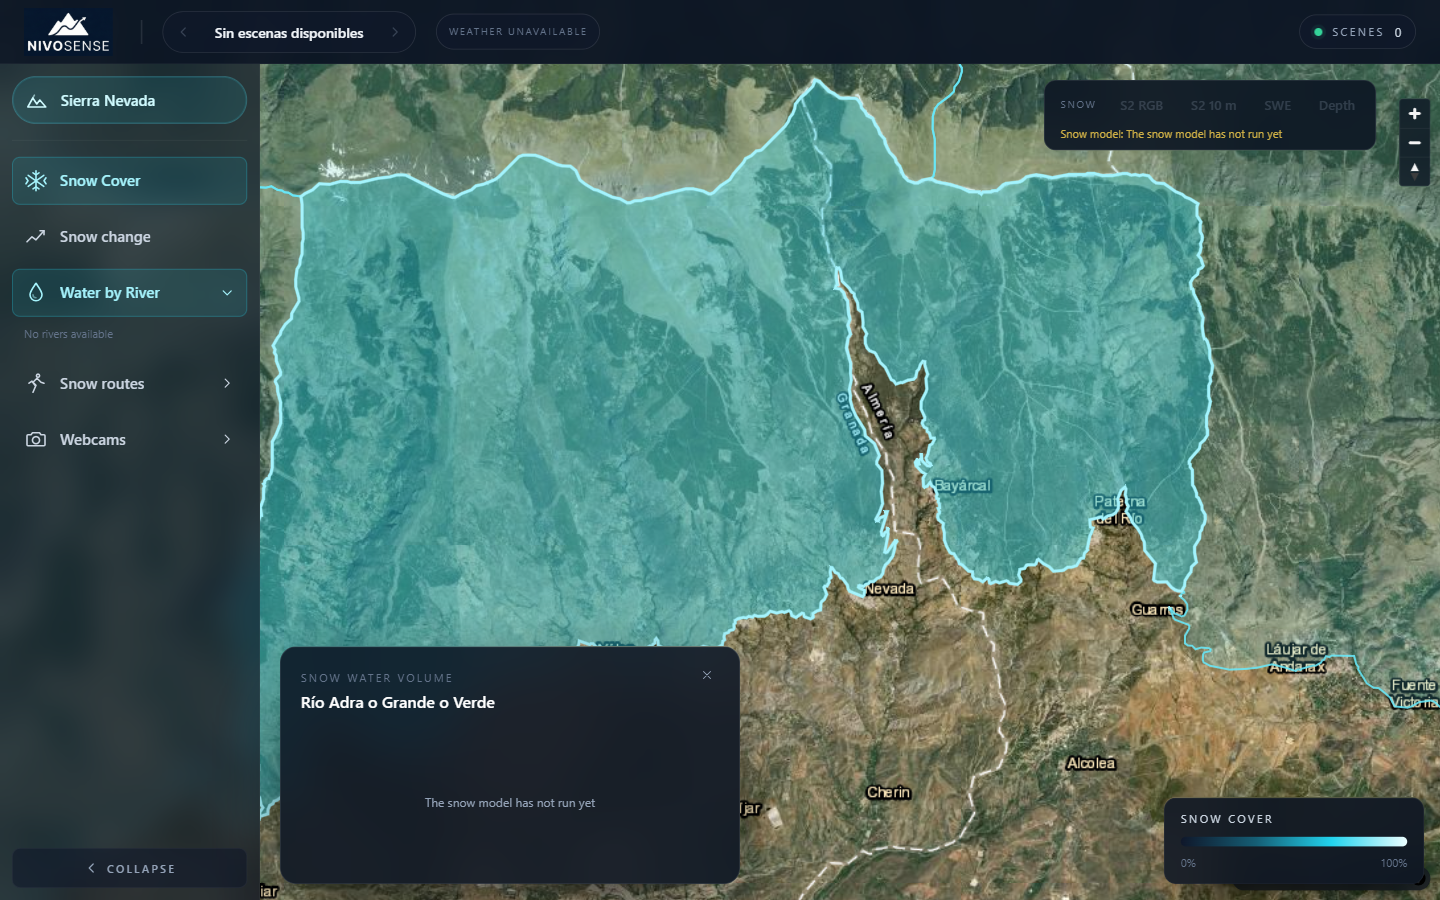 NIVOSENSE
Sin escenas disponibles
WEATHER UNAVAILABLE
SCENES 0
Sierra Nevada
Snow Cover
Snow change
Water by River
No rivers available
Snow routes
Webcams
COLLAPSE
SNOW S2 RGB S2 10 m SWE Depth
Snow model: The snow model has not run yet
Almería
Granada
Bayárcal
Paterna
del Río
Nevada
Guarros
Láujar de
Andarax
Fuente
Victoria
Alcolea
Cherin
SNOW WATER VOLUME
Río Adra o Grande o Verde
The snow model has not run yet
SNOW COVER
0% 100%